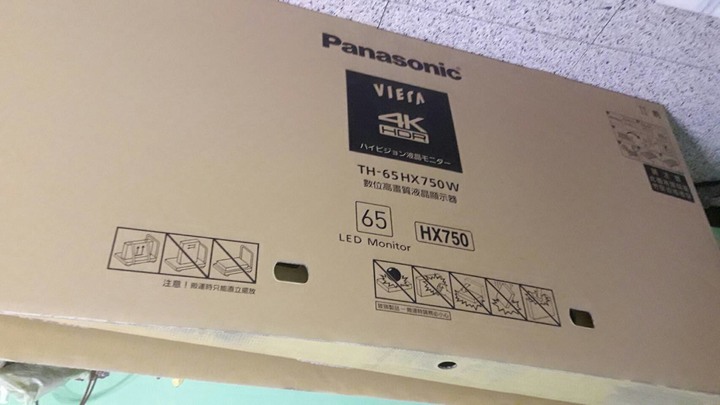 Panasonic
VIERA
4K
HDR
ハイビジョン液晶モニター
TH-65HX750W
數位高畫質液晶顯示器
65
HX750
LED Monitor
注意!搬運時只能直立擺放